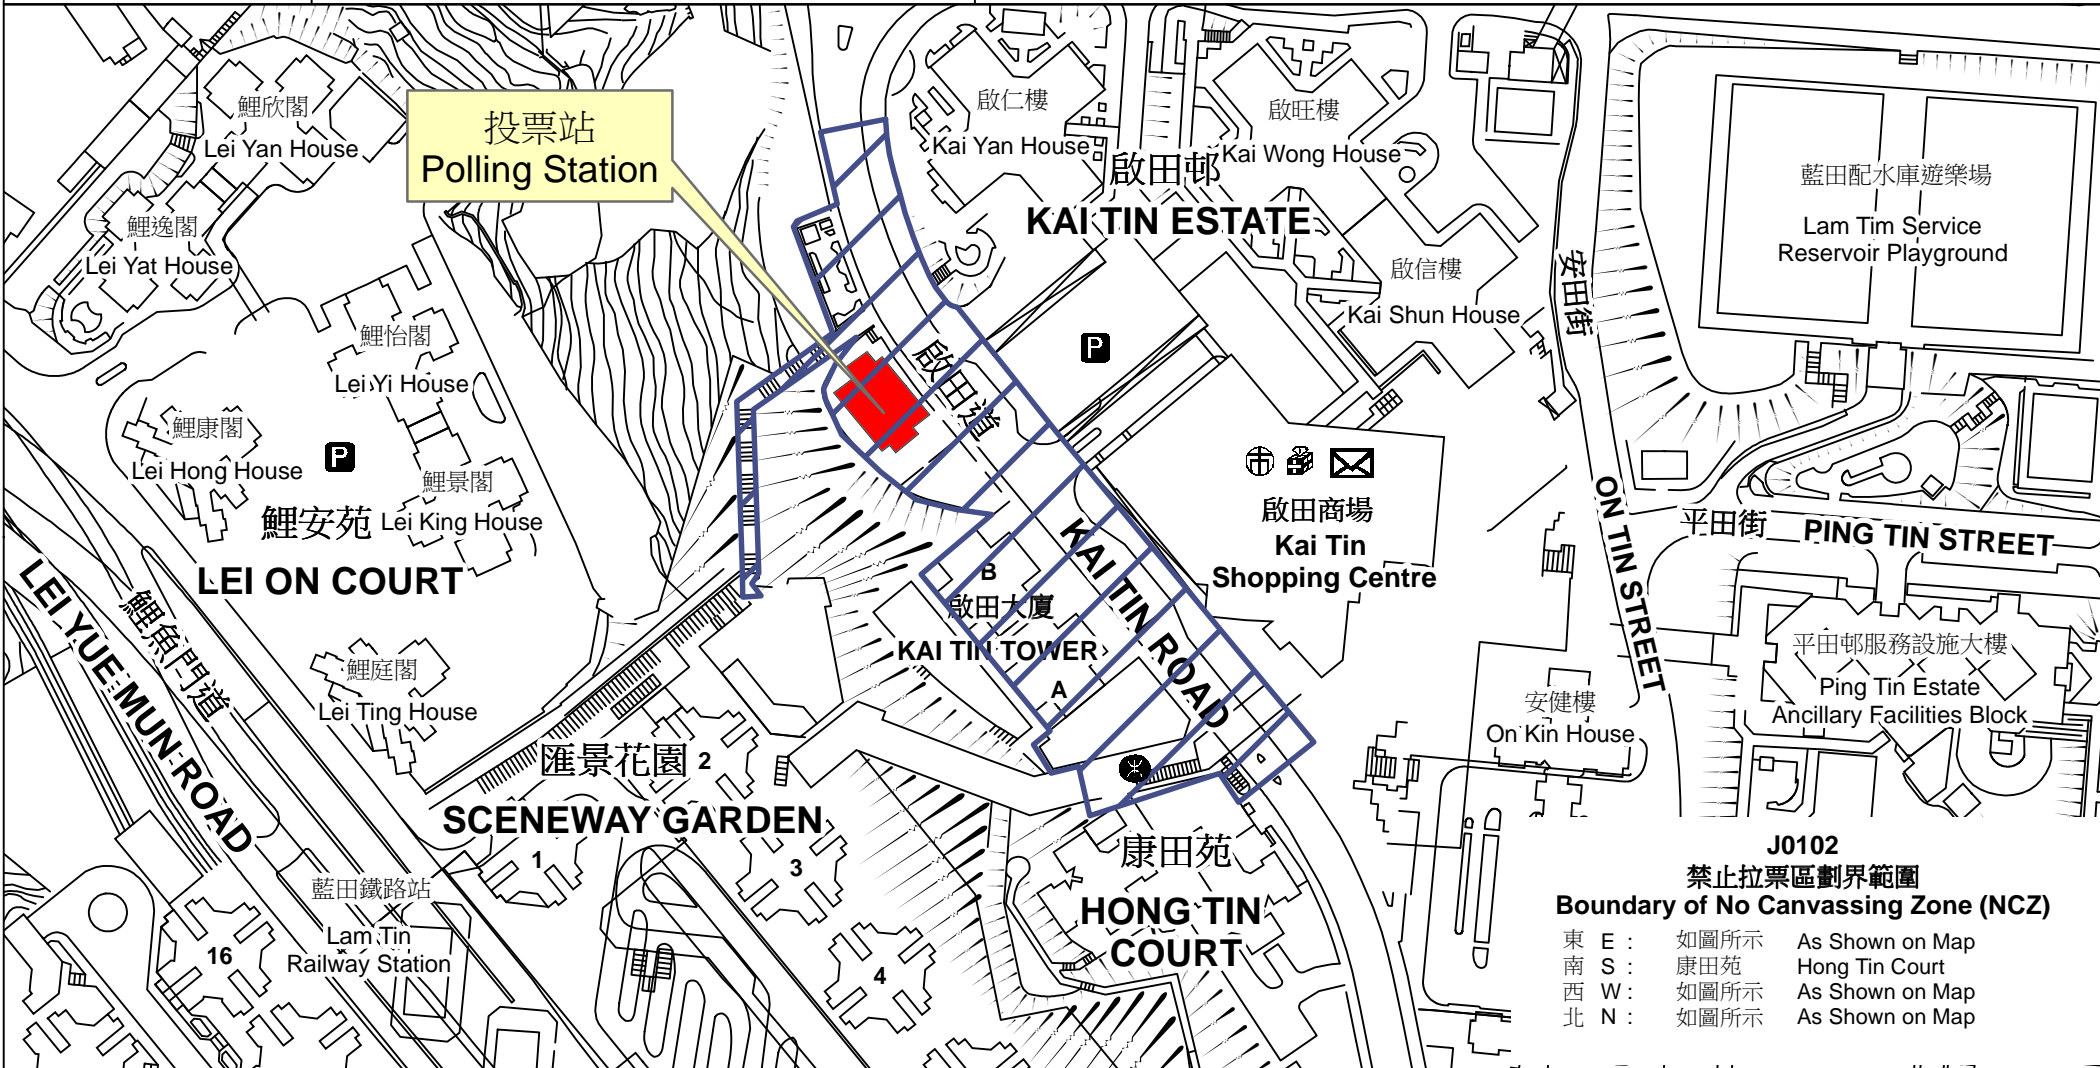 鯉欣閣
Lei Yan House
投票站
Polling Station
啟仁樓
Kai Yan House
啟旺樓
Kai Wong House
啟田邨
KAI TIN ESTATE
藍田配水庫遊樂場
Lam Tim Service
Reservoir Playground
鯉逸閣
Lei Yat House
啟信樓
Kai Shun House
安田街
ON TIN STREET
鯉怡閣
Lei Yi House
啟田道
KAI TIN ROAD
P
鯉康閣
Lei Hong House
P
鯉景閣
Lei King House
鯉安苑
LEI ON COURT
市
啟田商場
Kai Tin
Shopping Centre
平田街 PING TIN STREET
B
啟田大廈
KAI TIN TOWER
A
鯉魚門道
LEI YUE MUN ROAD
鯉庭閣
Lei Ting House
平田邨服務設施大樓
Ping Tin Estate
Ancillary Facilities Block
安健樓
On Kin House
匯景花園
SCENEWAY GARDEN
2
1
3
4
16
康田苑
HONG TIN
COURT
藍田鐵路站
Lam Tin
Railway Station
J0102
禁止拉票區劃界範圍
Boundary of No Canvassing Zone (NCZ)
東 E : 如圖所示 As Shown on Map
南 S : 康田苑 Hong Tin Court
西 W : 如圖所示 As Shown on Map
北 N : 如圖所示 As Shown on Map